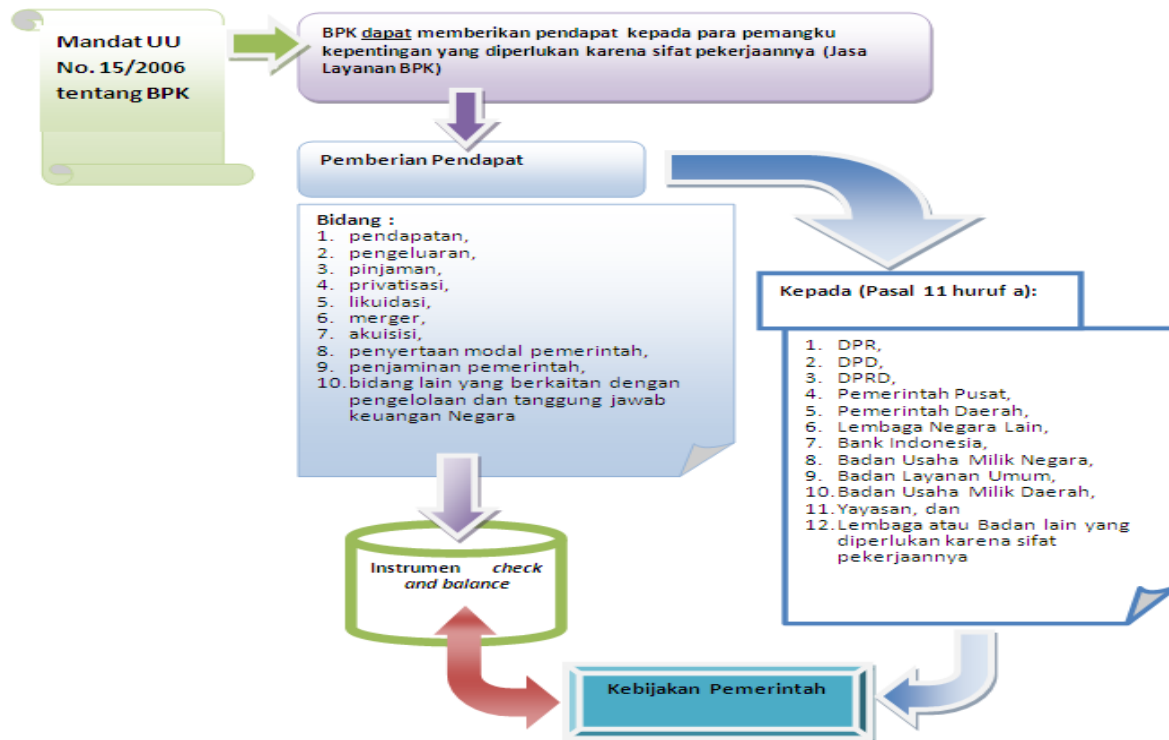 Mandat UU
No. 15/2006
tentang BPK
BPK dapat memberikan pendapat kepada para pemangku
kepentingan yang diperlukan karena sifat pekerjaannya (Jasa
Layanan BPK)
Pemberian Pendapat
Bidang :
1. pendapatan,
2. pengeluaran,
3. pinjaman,
4. privatisasi,
5. likuidasi,
6. merger,
7. akuisisi,
8. penyertaan modal pemerintah,
9. penjaminan pemerintah,
10. bidang lain yang berkaitan dengan
pengelolaan dan tanggung jawab
keuangan Negara
Kepada (Pasal 11 huruf a):
1. DPR,
2. DPD,
3. DPRD,
4. Pemerintah Pusat,
5. Pemerintah Daerah,
6. Lembaga Negara Lain,
7. Bank Indonesia,
8. Badan Usaha Milik Negara,
9. Badan Layanan Umum,
10. Badan Usaha Milik Daerah,
11. Yayasan, dan
12. Lembaga atau Badan lain yang
diperlukan karena sifat
pekerjaannya
Instrumen check
and balance
Kebijakan Pemerintah